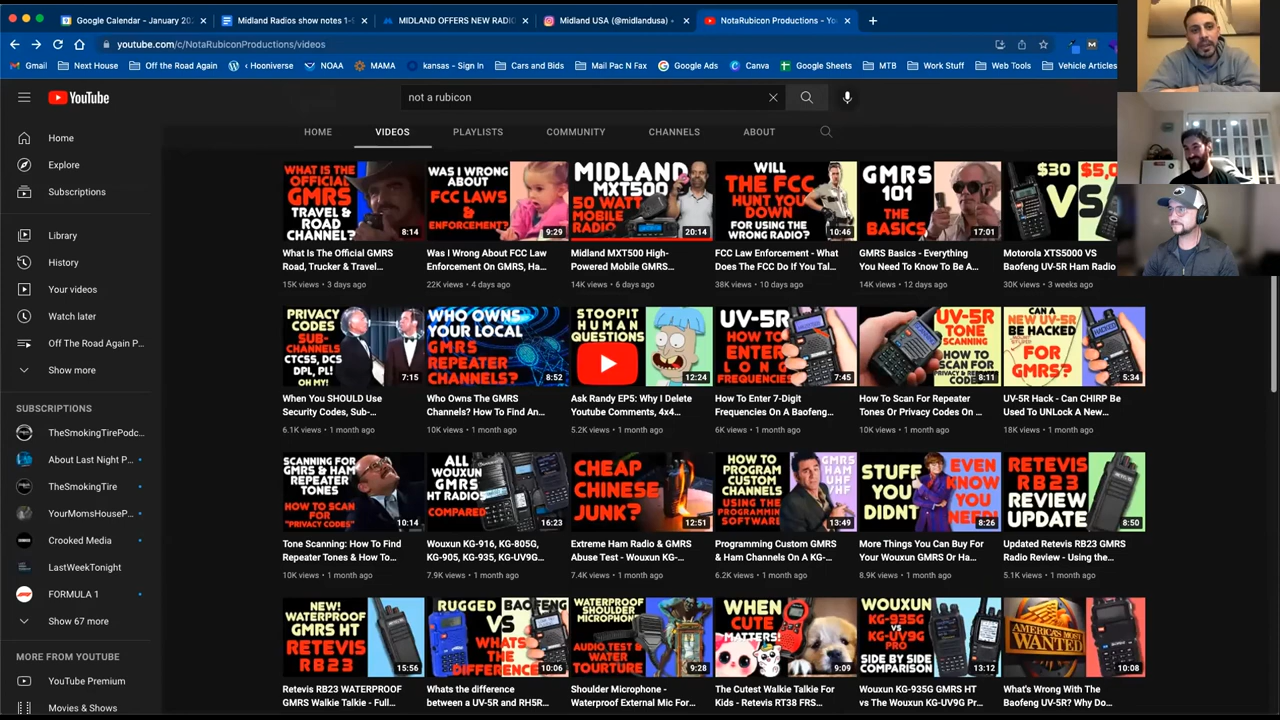 Google Calendar - January 202
Midland Radios show notes 1-5
MIDLAND OFFERS NEW RADIO
Midland USA (@midlandusa) •
NotaRubicon Productions - Yo
youtube.com/c/NotaRubiconProductions/videos
Gmail
Next House
Off the Road Again
< Hooniverse
NOAA
MAMA
kansas - Sign In
Cars and Bids
Mail Pac N Fax
Google Ads
Canva
Google Sheets
MTB
Work Stuff
Web Tools
Vehicle Articles
YouTube
not a rubicon
HOME
VIDEOS
PLAYLISTS
COMMUNITY
CHANNELS
ABOUT
Home
Explore
Subscriptions
Library
History
Your videos
Watch later
Off The Road Again P...
Show more
SUBSCRIPTIONS
TheSmokingTirePodc...
About Last Night P...
TheSmokingTire
YourMomsHouseP...
Crooked Media
LastWeekTonight
FORMULA 1
Show 67 more
MORE FROM YOUTUBE
YouTube Premium
Movies & Shows
WHAT IS THE
OFFICIAL
GMRS
TRAVEL &
ROAD
CHANNEL?
8:14
What Is The Official GMRS
Road, Trucker & Travel...
15K views • 3 days ago
WAS I WRONG
ABOUT
FCC LAWS
&
ENFORCEMENT?
9:29
Was I Wrong About FCC Law
Enforcement On GMRS, Ha...
22K views • 4 days ago
MIDLAND
MXT500
50 WATT
MOBILE
RADIO
20:14
Midland MXT500 High-
Powered Mobile GMRS...
14K views • 6 days ago
WILL
THE FCC
HUNT YOU
DOWN
FOR USING THE
WRONG RADIO?
10:46
FCC Law Enforcement - What
Does The FCC Do If You Tal...
38K views • 10 days ago
GMRS
101
THE
BASICS
17:01
GMRS Basics - Everything
You Need To Know To Be A...
14K views • 12 days ago
$30
$5,0
VS
Motorola XTS5000 VS
Baofeng UV-5R Ham Radio
30K views • 3 weeks ago
PRIVACY
CODES
SUB-
CHANNELS
CTCSS, DCS
DPL, PL!
OH MY!
7:15
When You SHOULD Use
Security Codes, Sub-...
6.1K views • 1 month ago
WHO OWNS
YOUR LOCAL
GMRS
REPEATER
CHANNELS?
8:52
Who Owns The GMRS
Channels? How To Find An...
10K views • 1 month ago
STOOPIT
HUMAN
QUESTIONS
12:24
Ask Randy EP5: Why I Delete
Youtube Comments, 4x4...
5.2K views • 1 month ago
UV-5R
HOW TO
ENTER
LONG
FREQUENCIES
7:45
How To Enter 7-Digit
Frequencies On A Baofeng...
6K views • 1 month ago
UV-5R
TONE
SCANNING
HOW TO
SCAN FOR
PRIVACY &
CODES
8:11
How To Scan For Repeater
Tones Or Privacy Codes On ...
10K views • 1 month ago
CAN A
NEW UV-5R
BE HACKED
FOR
GMRS?
5:34
UV-5R Hack - Can CHIRP Be
Used To UNLock A New...
18K views • 1 month ago
SCANNING FOR
GMRS & HAM
REPEATER
TONES
HOW TO
SCAN FOR
"PRIVACY CODES"
10:14
Tone Scanning: How To Find
Repeater Tones & How To...
10K views • 1 month ago
ALL
WOUXUN
GMRS
HT RADIOS
COMPARED
16:23
Wouxun KG-916, KG-805G,
KG-905, KG-935, KG-UV9G...
7.9K views • 1 month ago
CHEAP
CHINESE
JUNK?
12:51
Extreme Ham Radio & GMRS
Abuse Test - Wouxun KG-...
7.4K views • 1 month ago
HOW TO
PROGRAM
CUSTOM
CHANNELS
USING THE
PROGRAMMING
SOFTWARE
GMRS
HAM
UHF
VHF
13:49
Programming Custom GMRS
& Ham Channels On A KG-...
6.2K views • 1 month ago
STUFF
YOU
DIDNT
EVEN
KNOW
YOU
NEED!
8:26
More Things You Can Buy For
Your Wouxun GMRS Or Ha...
8.9K views • 1 month ago
RETEVIS
RB23
REVIEW
UPDATE
8:50
Updated Retevis RB23 GMRS
Radio Review - Using the...
5.1K views • 1 month ago
NEW!
WATERPROOF
GMRS HT
RETEVIS
RB23
15:56
Retevis RB23 WATERPROOF
GMRS Walkie Talkie - Full...
RUGGED BAOFENG
VS
WHATS
THE
DIFFERENCE
10:06
Whats the difference
between a UV-5R and RH5R...
WATERPROOF
SHOULDER
MICROPHONE
AUDIO TEST &
WATER
TOURTURE
9:28
Shoulder Microphone -
Waterproof External Mic For...
WHEN
CUTE
MATTERS!
9:09
The Cutest Walkie Talkie For
Kids - Retevis RT38 FRS...
WOUXUN
KG-935G
VS
KG-UV9G
PRO
SIDE BY SIDE
COMPARISON
13:12
Wouxun KG-935G GMRS HT
vs The Wouxun KG-UV9G Pr...
AMERICA'S MOST
WANTED
10:08
What's Wrong With The
Baofeng UV-5R? Why Do...